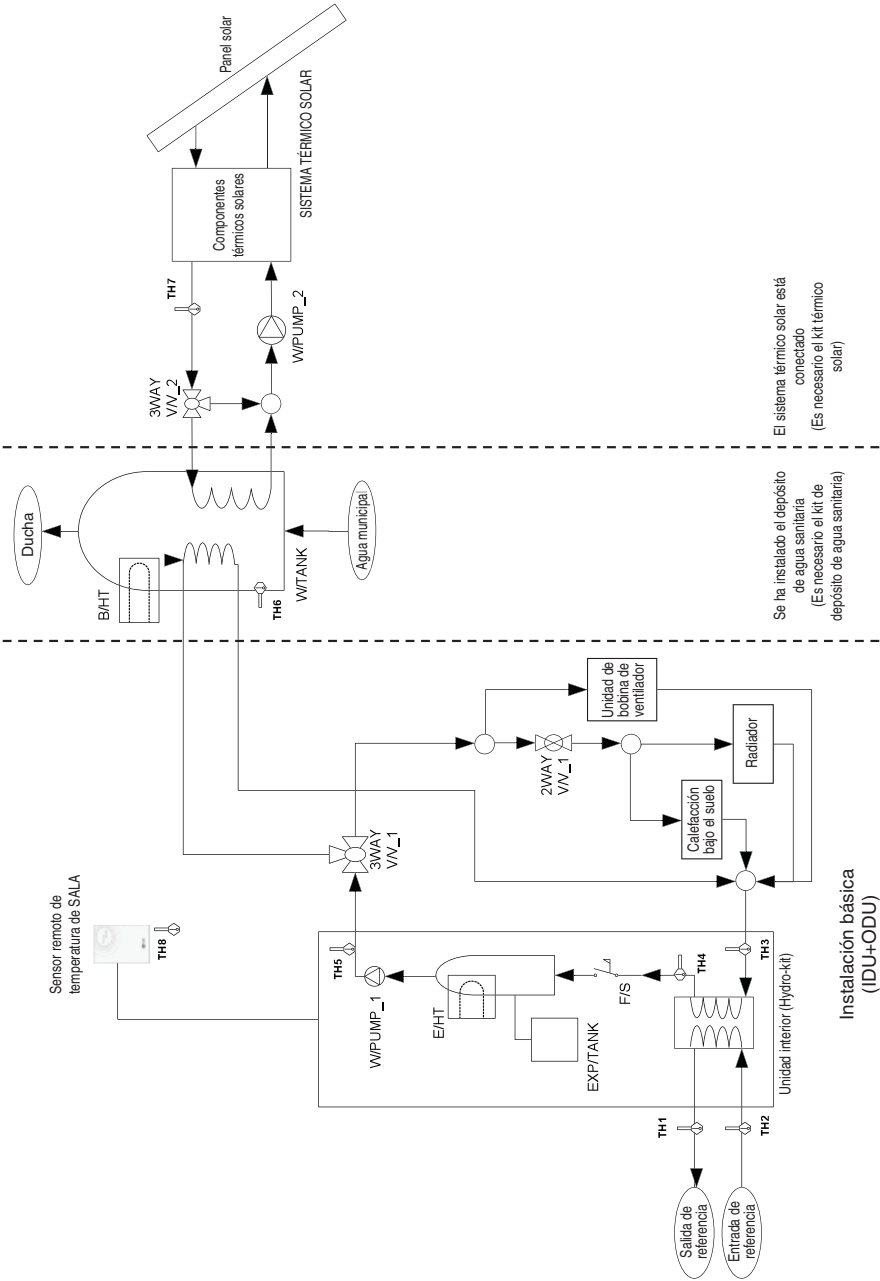 Sensor remoto de
temperatura de SALA
TH8
Salida de
referencia
Entrada de
referencia
TH1
TH2
Unidad interior (Hydro-kit)
W/PUMP_1
E/HT
EXP/TANK
F/S
TH5
TH4
TH3
3WAY
V/V_1
2WAY
V/V_1
Unidad de
bobina de
ventilador
Calefacción
bajo el suelo
Radiador
Instalación básica
(IDU+ODU)
Ducha
B/HT
TH6
W/TANK
Agua municipal
Se ha instalado el depósito
de agua sanitaria
(Es necesario el kit de
depósito de agua sanitaria)
3WAY
V/V_2
TH7
W/PUMP_2
Componentes
térmicos solares
SISTEMA TÉRMICO SOLAR
Panel solar
El sistema térmico solar está
conectado
(Es necesario el kit térmico
solar)